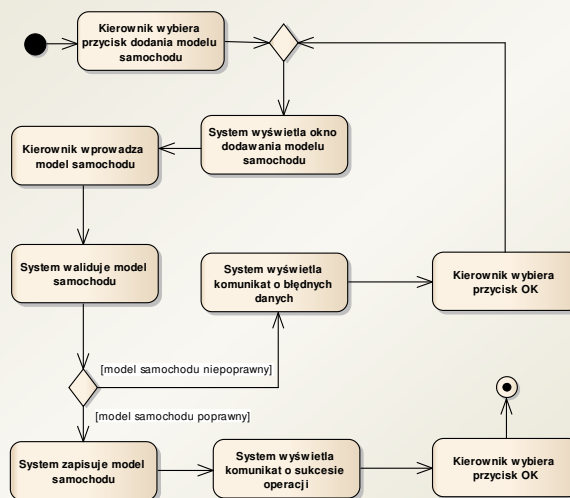 Kierownik wybiera
przycisk dodania modelu
samochodu
System wyświetla okno
dodawania modelu
samochodu
Kierownik wprowadza
model samochodu
System waliduje model
samochodu
System wyświetla
komunikat o błędnych
danych
Kierownik wybiera
przycisk OK
[model samochodu niepoprawny]
[model samochodu poprawny]
System zapisuje model
samochodu
System wyświetla
komunikat o sukcesie
operacji
Kierownik wybiera
przycisk OK